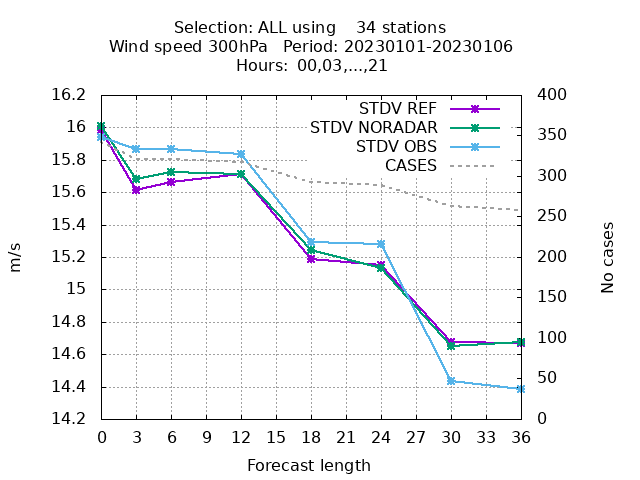 Selection: ALL using    34 stations
Wind speed 300hPa   Period: 20230101-20230106
Hours: 00,03,...,21
STDV REF
STDV NORADAR
STDV OBS
CASES
16.2
16
15.8
15.6
15.4
15.2
15
14.8
14.6
14.4
14.2
400
350
300
250
200
150
100
50
0
m/s
No cases
0 3 6 9 12 15 18 21 24 27 30 33 36
Forecast length